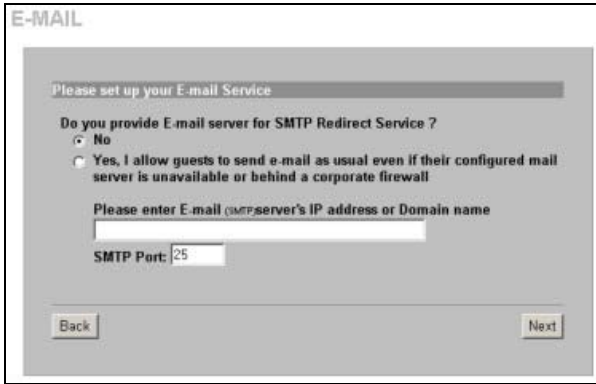 E-MAIL
Please set up your E-mail Service
Do you provide E-mail server for SMTP Redirect Service ?
No
Yes, I allow guests to send e-mail as usual even if their configured mail
server is unavailable or behind a corporate firewall
Please enter E-mail (SMTP)server's IP address or Domain name
SMTP Port: 25
Back
Next